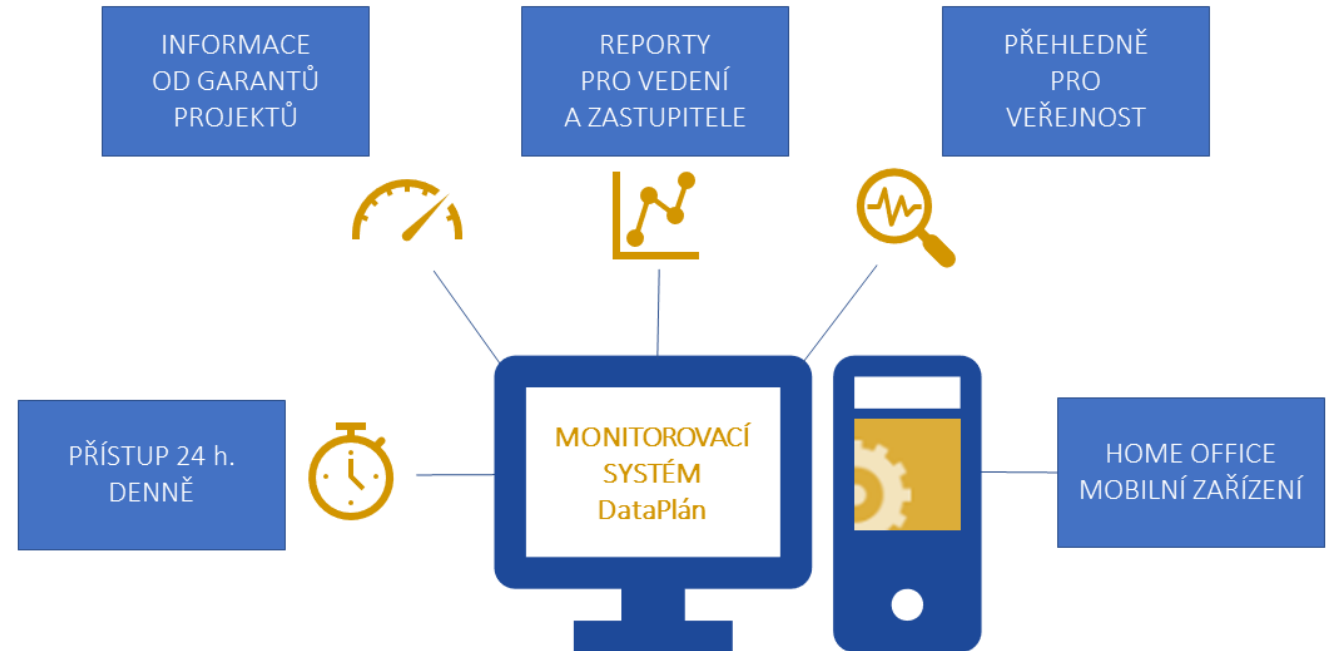 INFORMACE
OD GARANTŮ
PROJEKTŮ
REPORTY
PRO VEDENÍ
A ZASTUPITELE
PŘEHLEDNĚ
PRO
VEŘEJNOST
PŘÍSTUP 24 h.
DENNĚ
MONITOROVACÍ
SYSTÉM
DataPlán
HOME OFFICE
MOBILNÍ ZAŘÍZENÍ